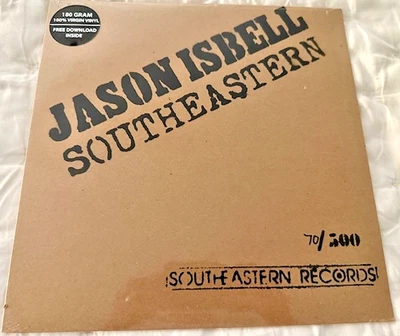 180 GRAM
100% VIRGIN VINYL
FREE DOWNLOAD
INSIDE
JASON ISBELL
SOUTHEASTERN
70/500
SOUTHEASTERN RECORDS